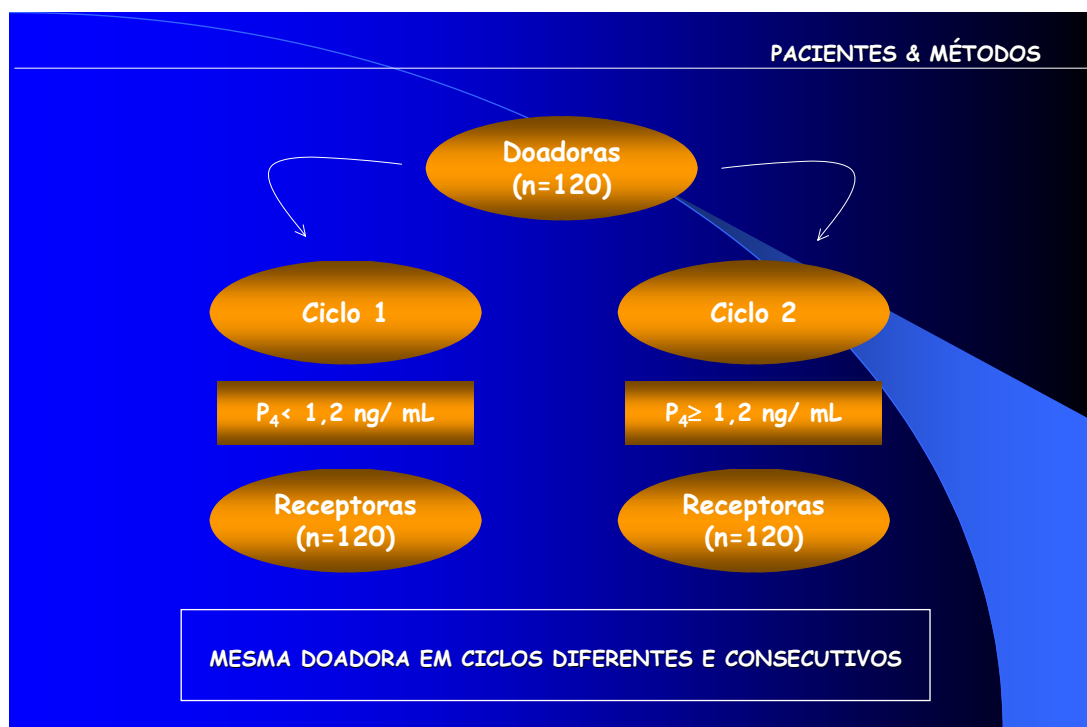 PACIENTES & MÉTODOS
Doadoras
(n=120)
Ciclo 1
Ciclo 2
P₄< 1,2 ng/ mL
P₄≥ 1,2 ng/ mL
Receptoras
(n=120)
Receptoras
(n=120)
MESMA DOADORA EM CICLOS DIFERENTES E CONSECUTIVOS